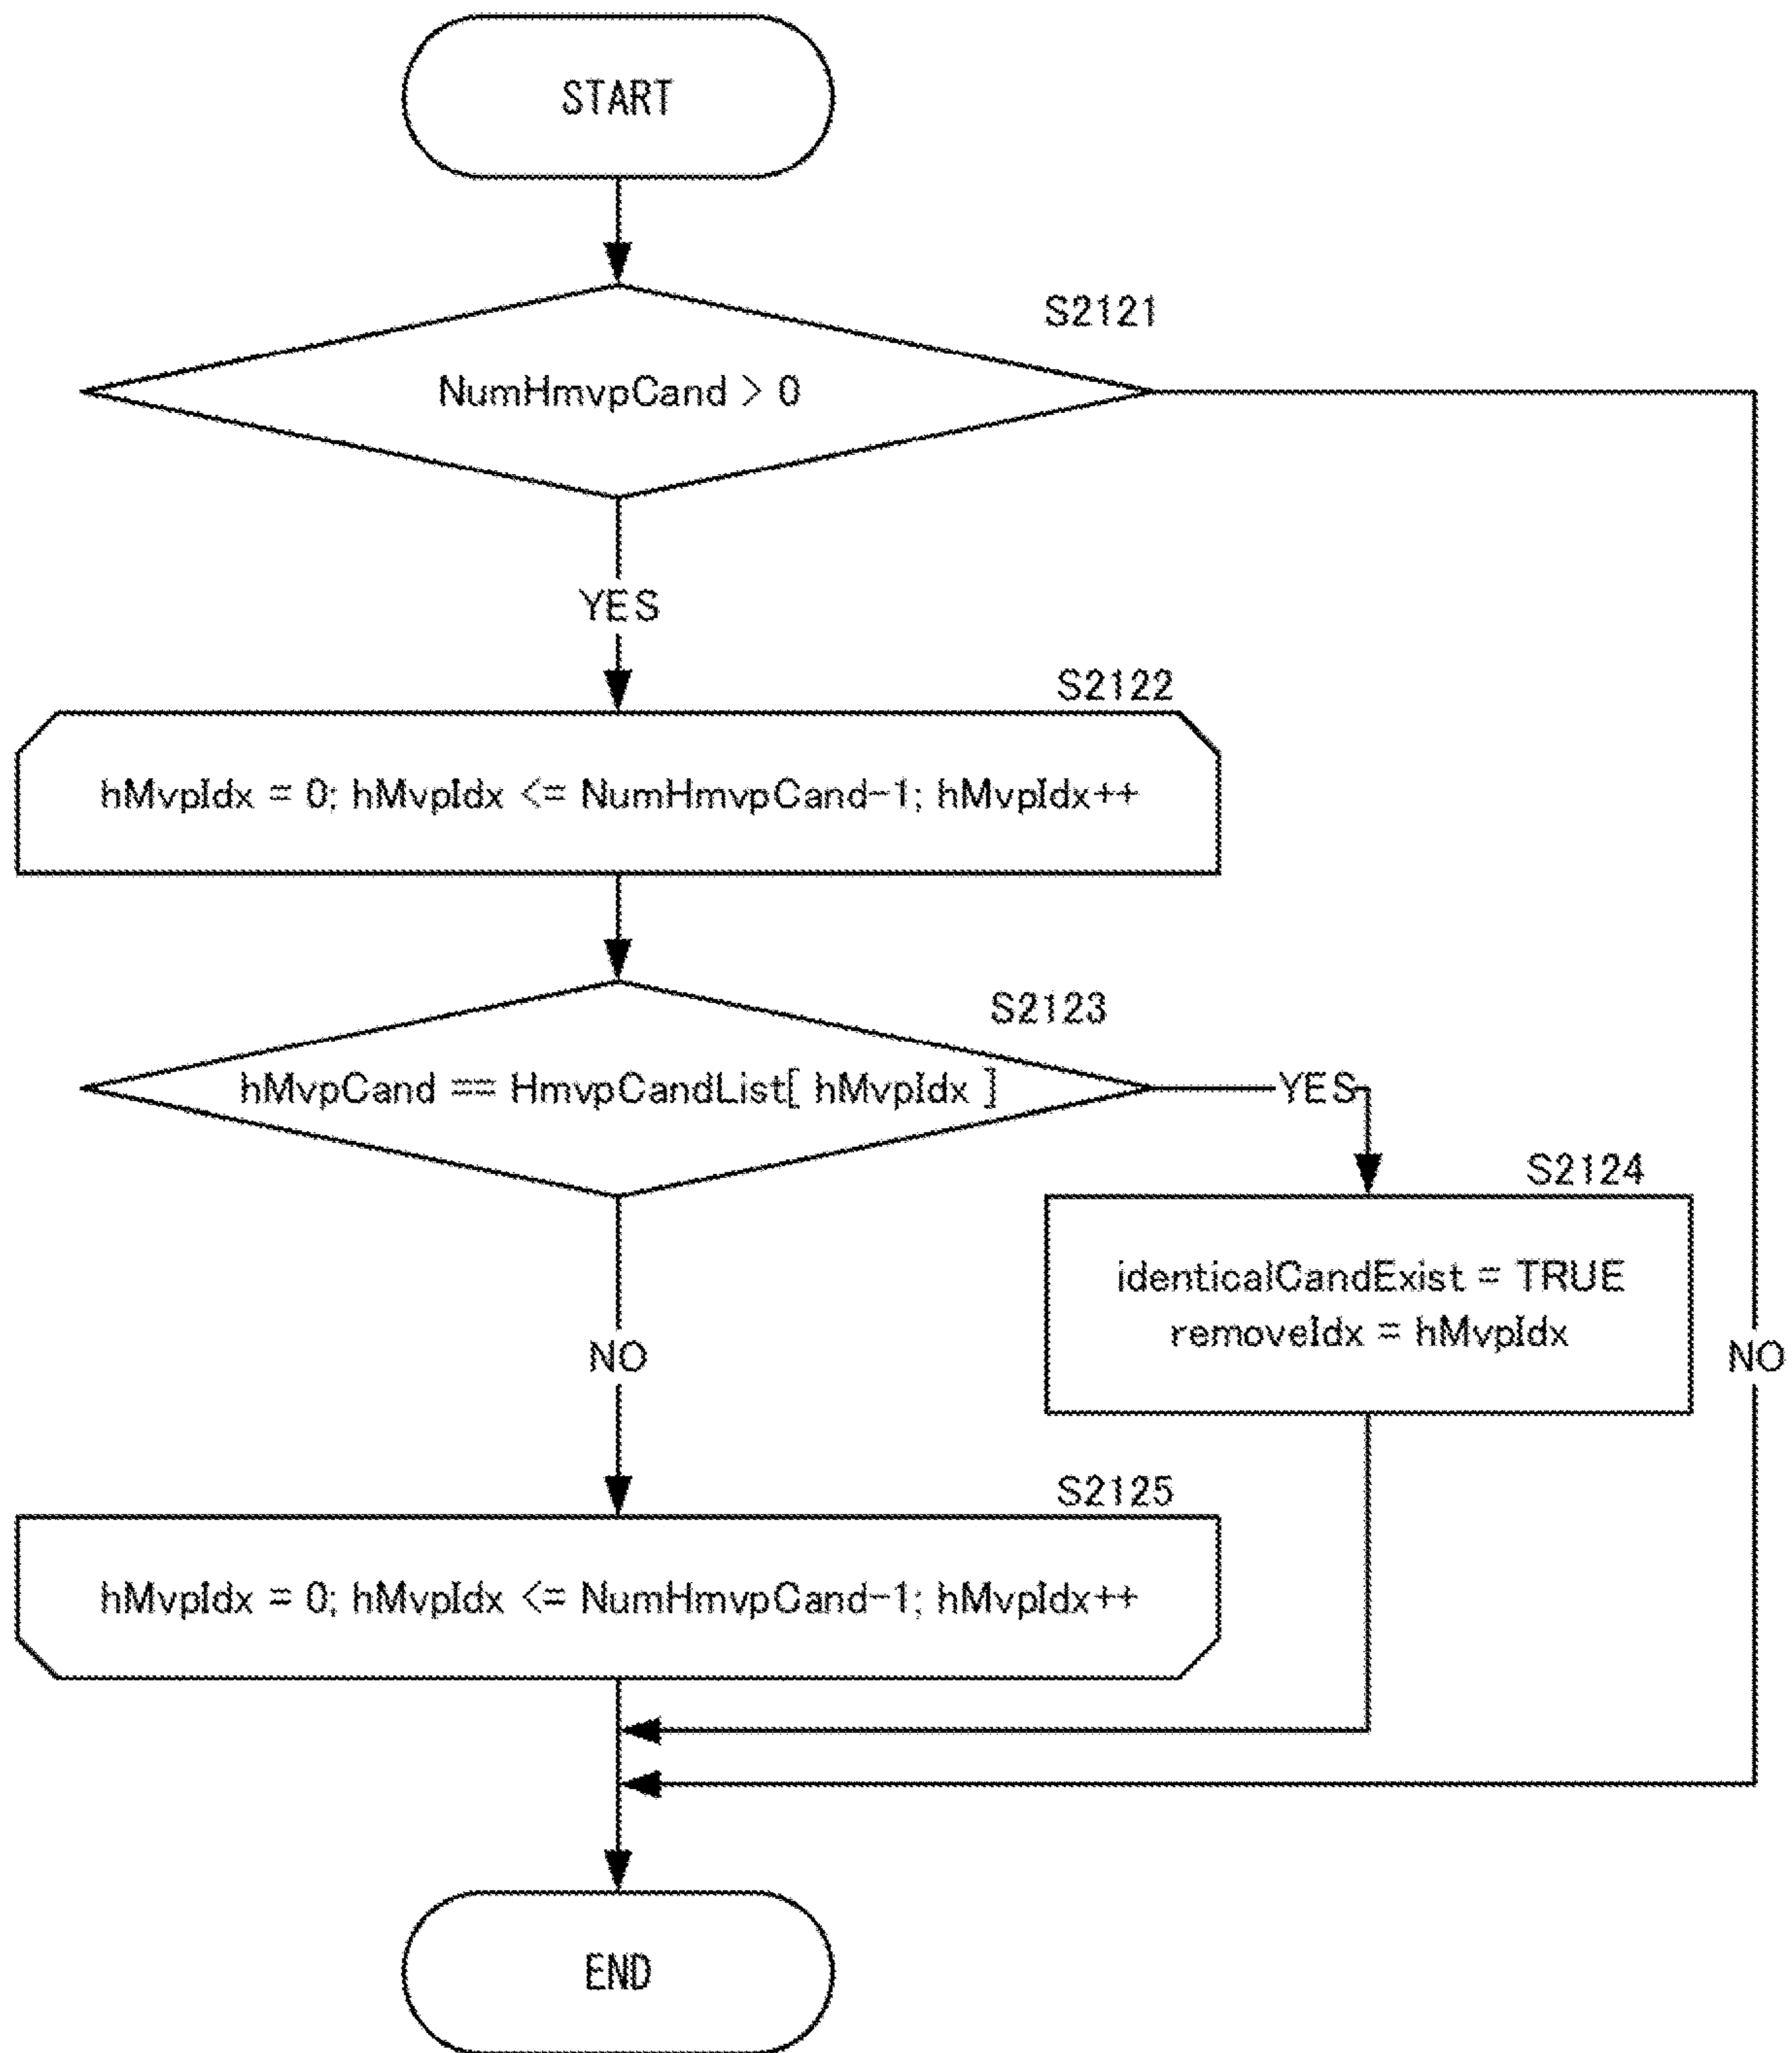 START
S2121
NumHmvpCand > 0
YES
S2122
hMvpIdx = 0; hMvpIdx <= NumHmvpCand-1; hMvpIdx++
S2123
hMvpCand == HmvpCandList[ hMvpIdx ]
YES
S2124
identicalCandExist = TRUE
removeIdx = hMvpIdx
NO
NO
S2125
hMvpIdx = 0; hMvpIdx <= NumHmvpCand-1; hMvpIdx++
END